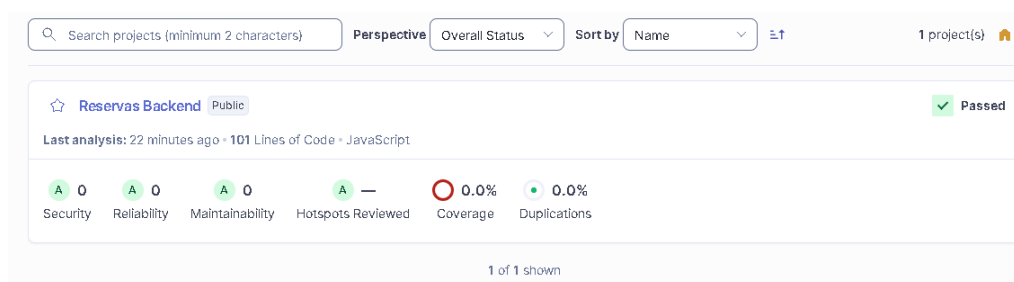 Search projects (minimum 2 characters) Perspective Overall Status Sort by Name 1 project(s)
Reservas Backend Public Passed
Last analysis: 22 minutes ago • 101 Lines of Code • JavaScript
A 0 A 0 A 0 A — 0.0% 0.0%
Security Reliability Maintainability Hotspots Reviewed Coverage Duplications
1 of 1 shown